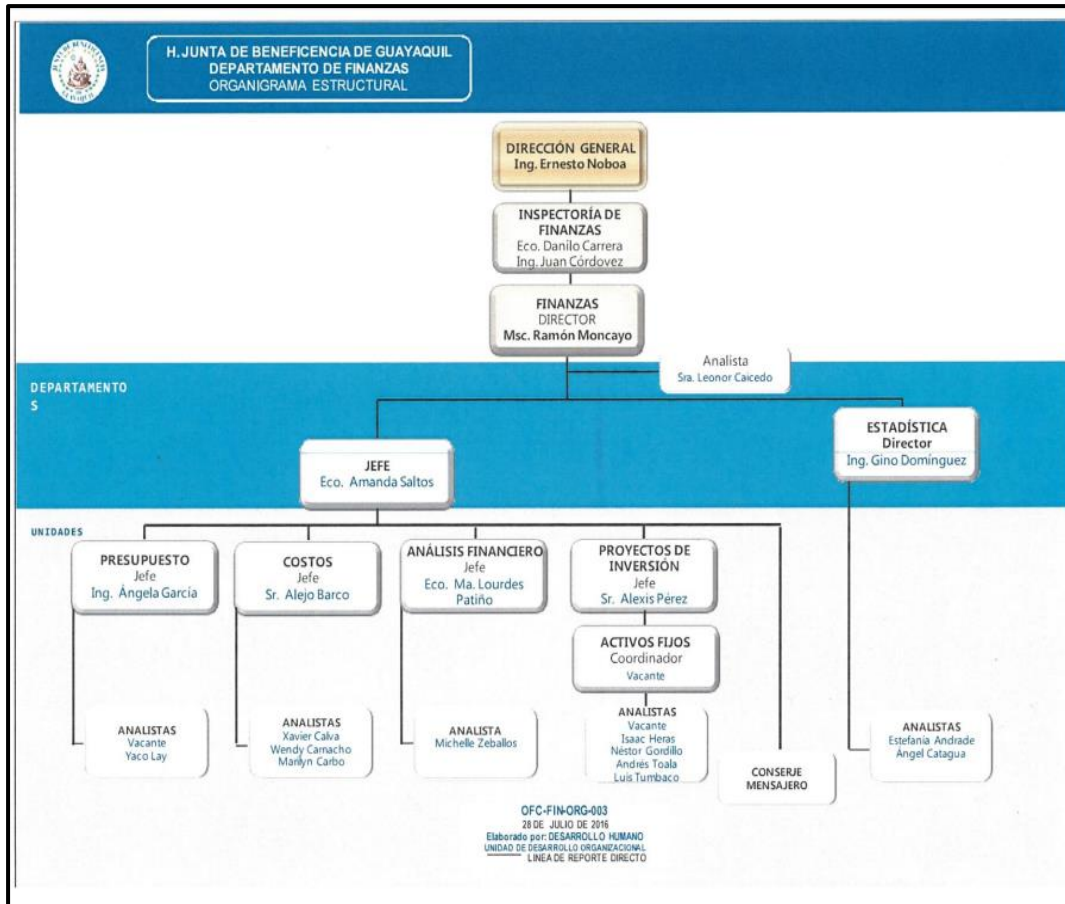 H. JUNTA DE BENEFICENCIA DE GUAYAQUIL
DEPARTAMENTO DE FINANZAS
ORGANIGRAMA ESTRUCTURAL
DIRECCIÓN GENERAL
Ing. Ernesto Noboa
INSPECTORÍA DE
FINANZAS
Eco. Danilo Carrera
Ing. Juan Córdovez
FINANZAS
DIRECTOR
Msc. Ramón Moncayo
Analista
Sra. Leonor Caicedo
DEPARTAMENTO
S
JEFE
Eco. Amanda Saltos
ESTADÍSTICA
Director
Ing. Gino Domínguez
UNIDADES
PRESUPUESTO
Jefe
Ing. Ángela García
COSTOS
Jefe
Sr. Alejo Barco
ANÁLISIS FINANCIERO
Jefe
Eco. Ma. Lourdes
Patiño
PROYECTOS DE
INVERSIÓN
Jefe
Sr. Alexis Pérez
ACTIVOS FIJOS
Coordinador
Vacante
ANALISTAS
Vacante
Yaco Lay
ANALISTAS
Xavier Calva
Wendy Camacho
Marilyn Carbo
ANALISTA
Michelle Zeballos
ANALISTAS
Vacante
Isaac Heras
Néstor Gordillo
Andrés Toala
Luis Tumbaco
CONSERJE
MENSAJERO
ANALISTAS
Estefanía Andrade
Ángel Catagua
OFC-FIN-ORG-003
28 DE JULIO DE 2016
Elaborado por: DESARROLLO HUMANO
UNIDAD DE DESARROLLO ORGANIZACIONAL
LINEA DE REPORTE DIRECTO